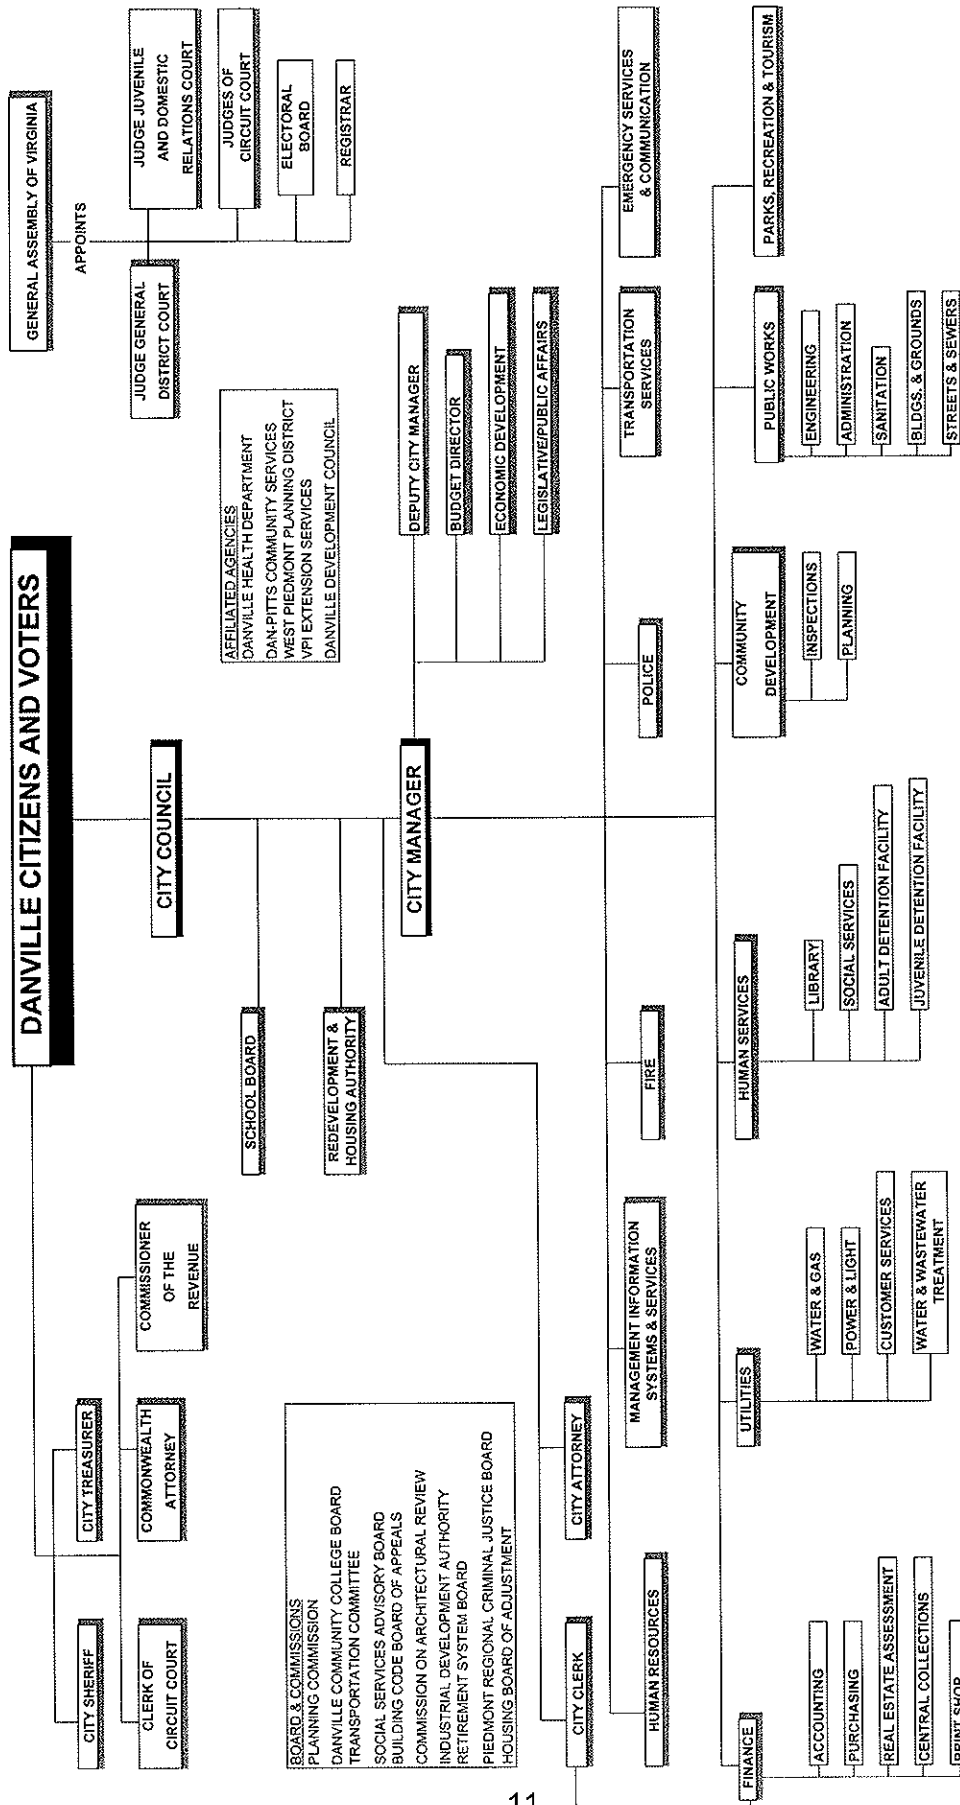 DANVILLE CITIZENS AND VOTERS
CITY SHERIFF
CITY TREASURER
CLERK OF
CIRCUIT COURT
COMMONWEALTH
ATTORNEY
COMMISSIONER
OF THE
REVENUE
GENERAL ASSEMBLY OF VIRGINIA
APPOINTS
JUDGE GENERAL
DISTRICT COURT
JUDGE JUVENILE
AND DOMESTIC
RELATIONS COURT
JUDGES OF
CIRCUIT COURT
ELECTORAL
BOARD
REGISTRAR
CITY COUNCIL
SCHOOL BOARD
REDEVELOPMENT &
HOUSING AUTHORITY
AFFILIATED AGENCIES
DANVILLE HEALTH DEPARTMENT
DAN-PITTS COMMUNITY SERVICES
WEST PIEDMONT PLANNING DISTRICT
VPI EXTENSION SERVICES
DANVILLE DEVELOPMENT COUNCIL
BOARD & COMMISSIONS
PLANNING COMMISSION
DANVILLE COMMUNITY COLLEGE BOARD
TRANSPORTATION COMMITTEE
SOCIAL SERVICES ADVISORY BOARD
BUILDING CODE BOARD OF APPEALS
COMMISSION ON ARCHITECTURAL REVIEW
INDUSTRIAL DEVELOPMENT AUTHORITY
RETIREMENT SYSTEM BOARD
PIEDMONT REGIONAL CRIMINAL JUSTICE BOARD
HOUSING BOARD OF ADJUSTMENT
CITY MANAGER
DEPUTY CITY MANAGER
BUDGET DIRECTOR
ECONOMIC DEVELOPMENT
LEGISLATIVE/PUBLIC AFFAIRS
CITY CLERK
CITY ATTORNEY
HUMAN RESOURCES
MANAGEMENT INFORMATION
SYSTEMS & SERVICES
FIRE
POLICE
TRANSPORTATION
SERVICES
EMERGENCY SERVICES
& COMMUNICATION
FINANCE
ACCOUNTING
PURCHASING
REAL ESTATE ASSESSMENT
CENTRAL COLLECTIONS
PRINT SHOP
UTILITIES
WATER & GAS
POWER & LIGHT
CUSTOMER SERVICES
WATER & WASTEWATER
TREATMENT
HUMAN SERVICES
LIBRARY
SOCIAL SERVICES
ADULT DETENTION FACILITY
JUVENILE DETENTION FACILITY
COMMUNITY
DEVELOPMENT
INSPECTIONS
PLANNING
PUBLIC WORKS
ENGINEERING
ADMINISTRATION
SANITATION
BLDGS. & GROUNDS
STREETS & SEWERS
PARKS, RECREATION & TOURISM
11